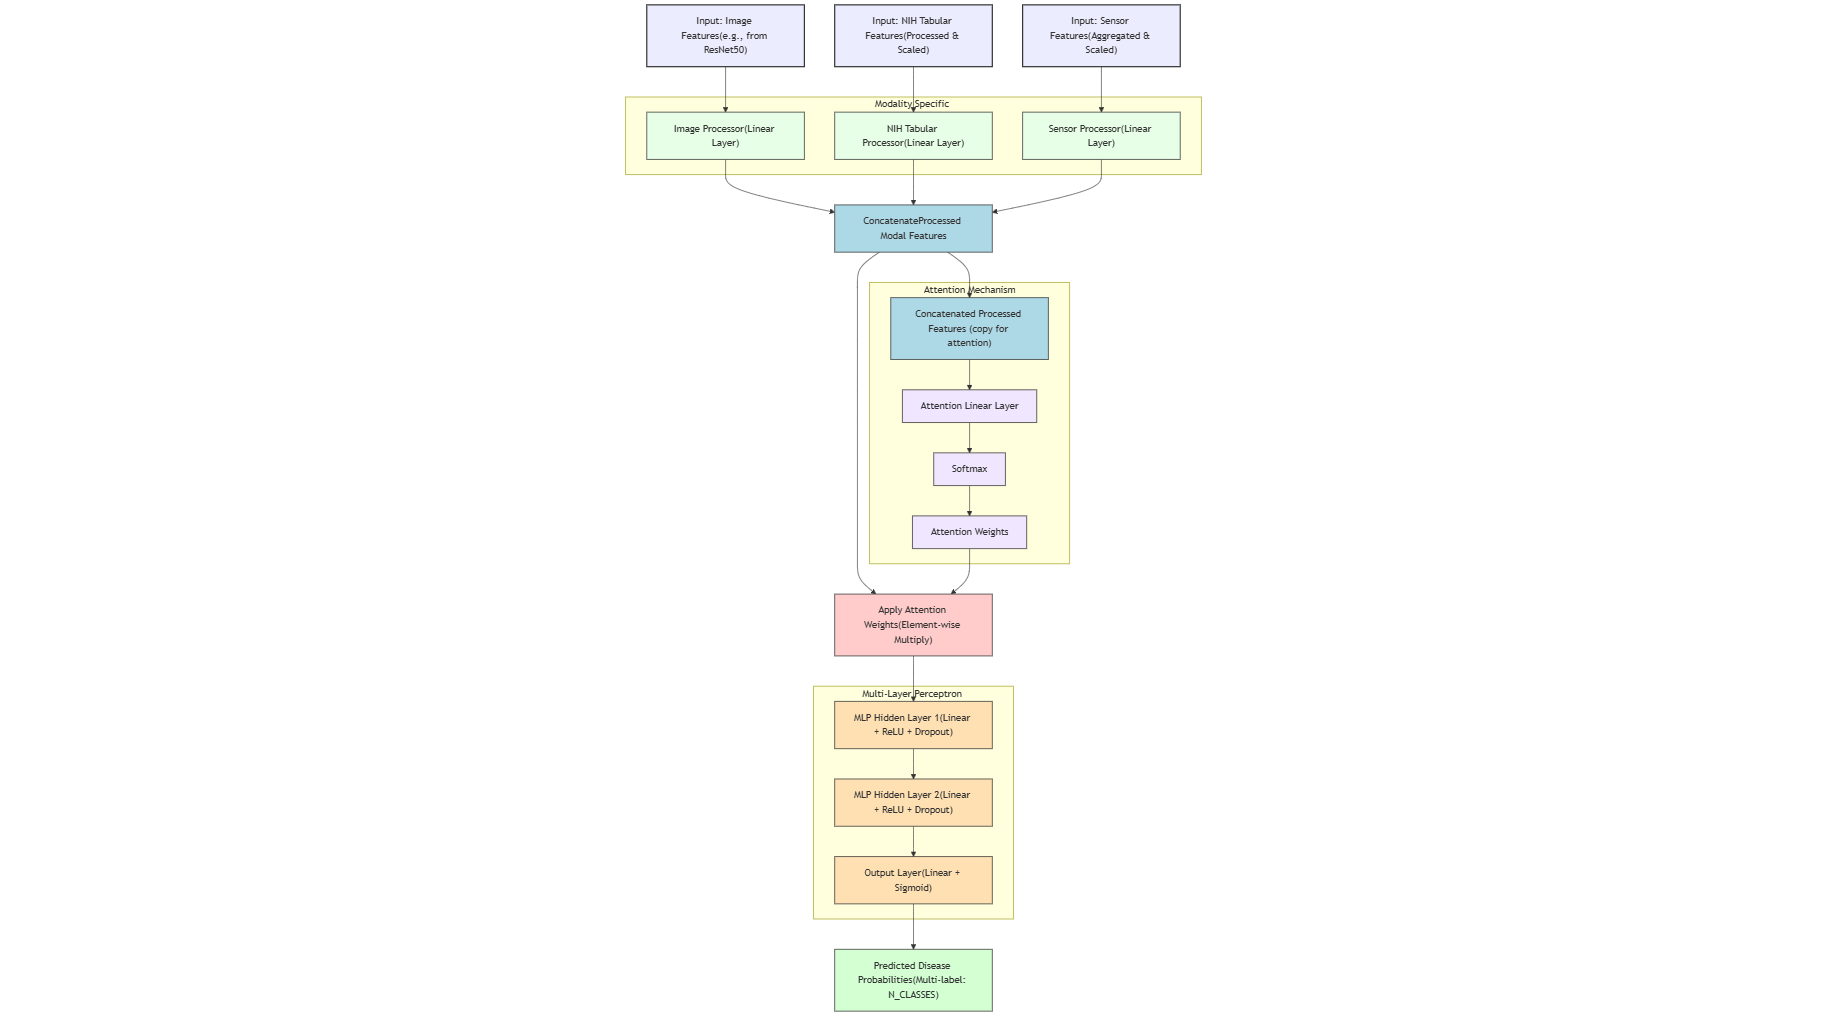 Input: Image
Features(e.g., from
ResNet50)
Input: NIH Tabular
Features(Processed &
Scaled)
Input: Sensor
Features(Aggregated &
Scaled)
Modality Specific
Image Processor(Linear
Layer)
NIH Tabular
Processor(Linear Layer)
Sensor Processor(Linear
Layer)
ConcatenateProcessed
Modal Features
Attention Mechanism
Concatenated Processed
Features (copy for
attention)
Attention Linear Layer
Softmax
Attention Weights
Apply Attention
Weights(Element-wise
Multiply)
Multi-Layer Perceptron
MLP Hidden Layer 1(Linear
+ ReLU + Dropout)
MLP Hidden Layer 2(Linear
+ ReLU + Dropout)
Output Layer(Linear +
Sigmoid)
Predicted Disease
Probabilities(Multi-label:
N_CLASSES)